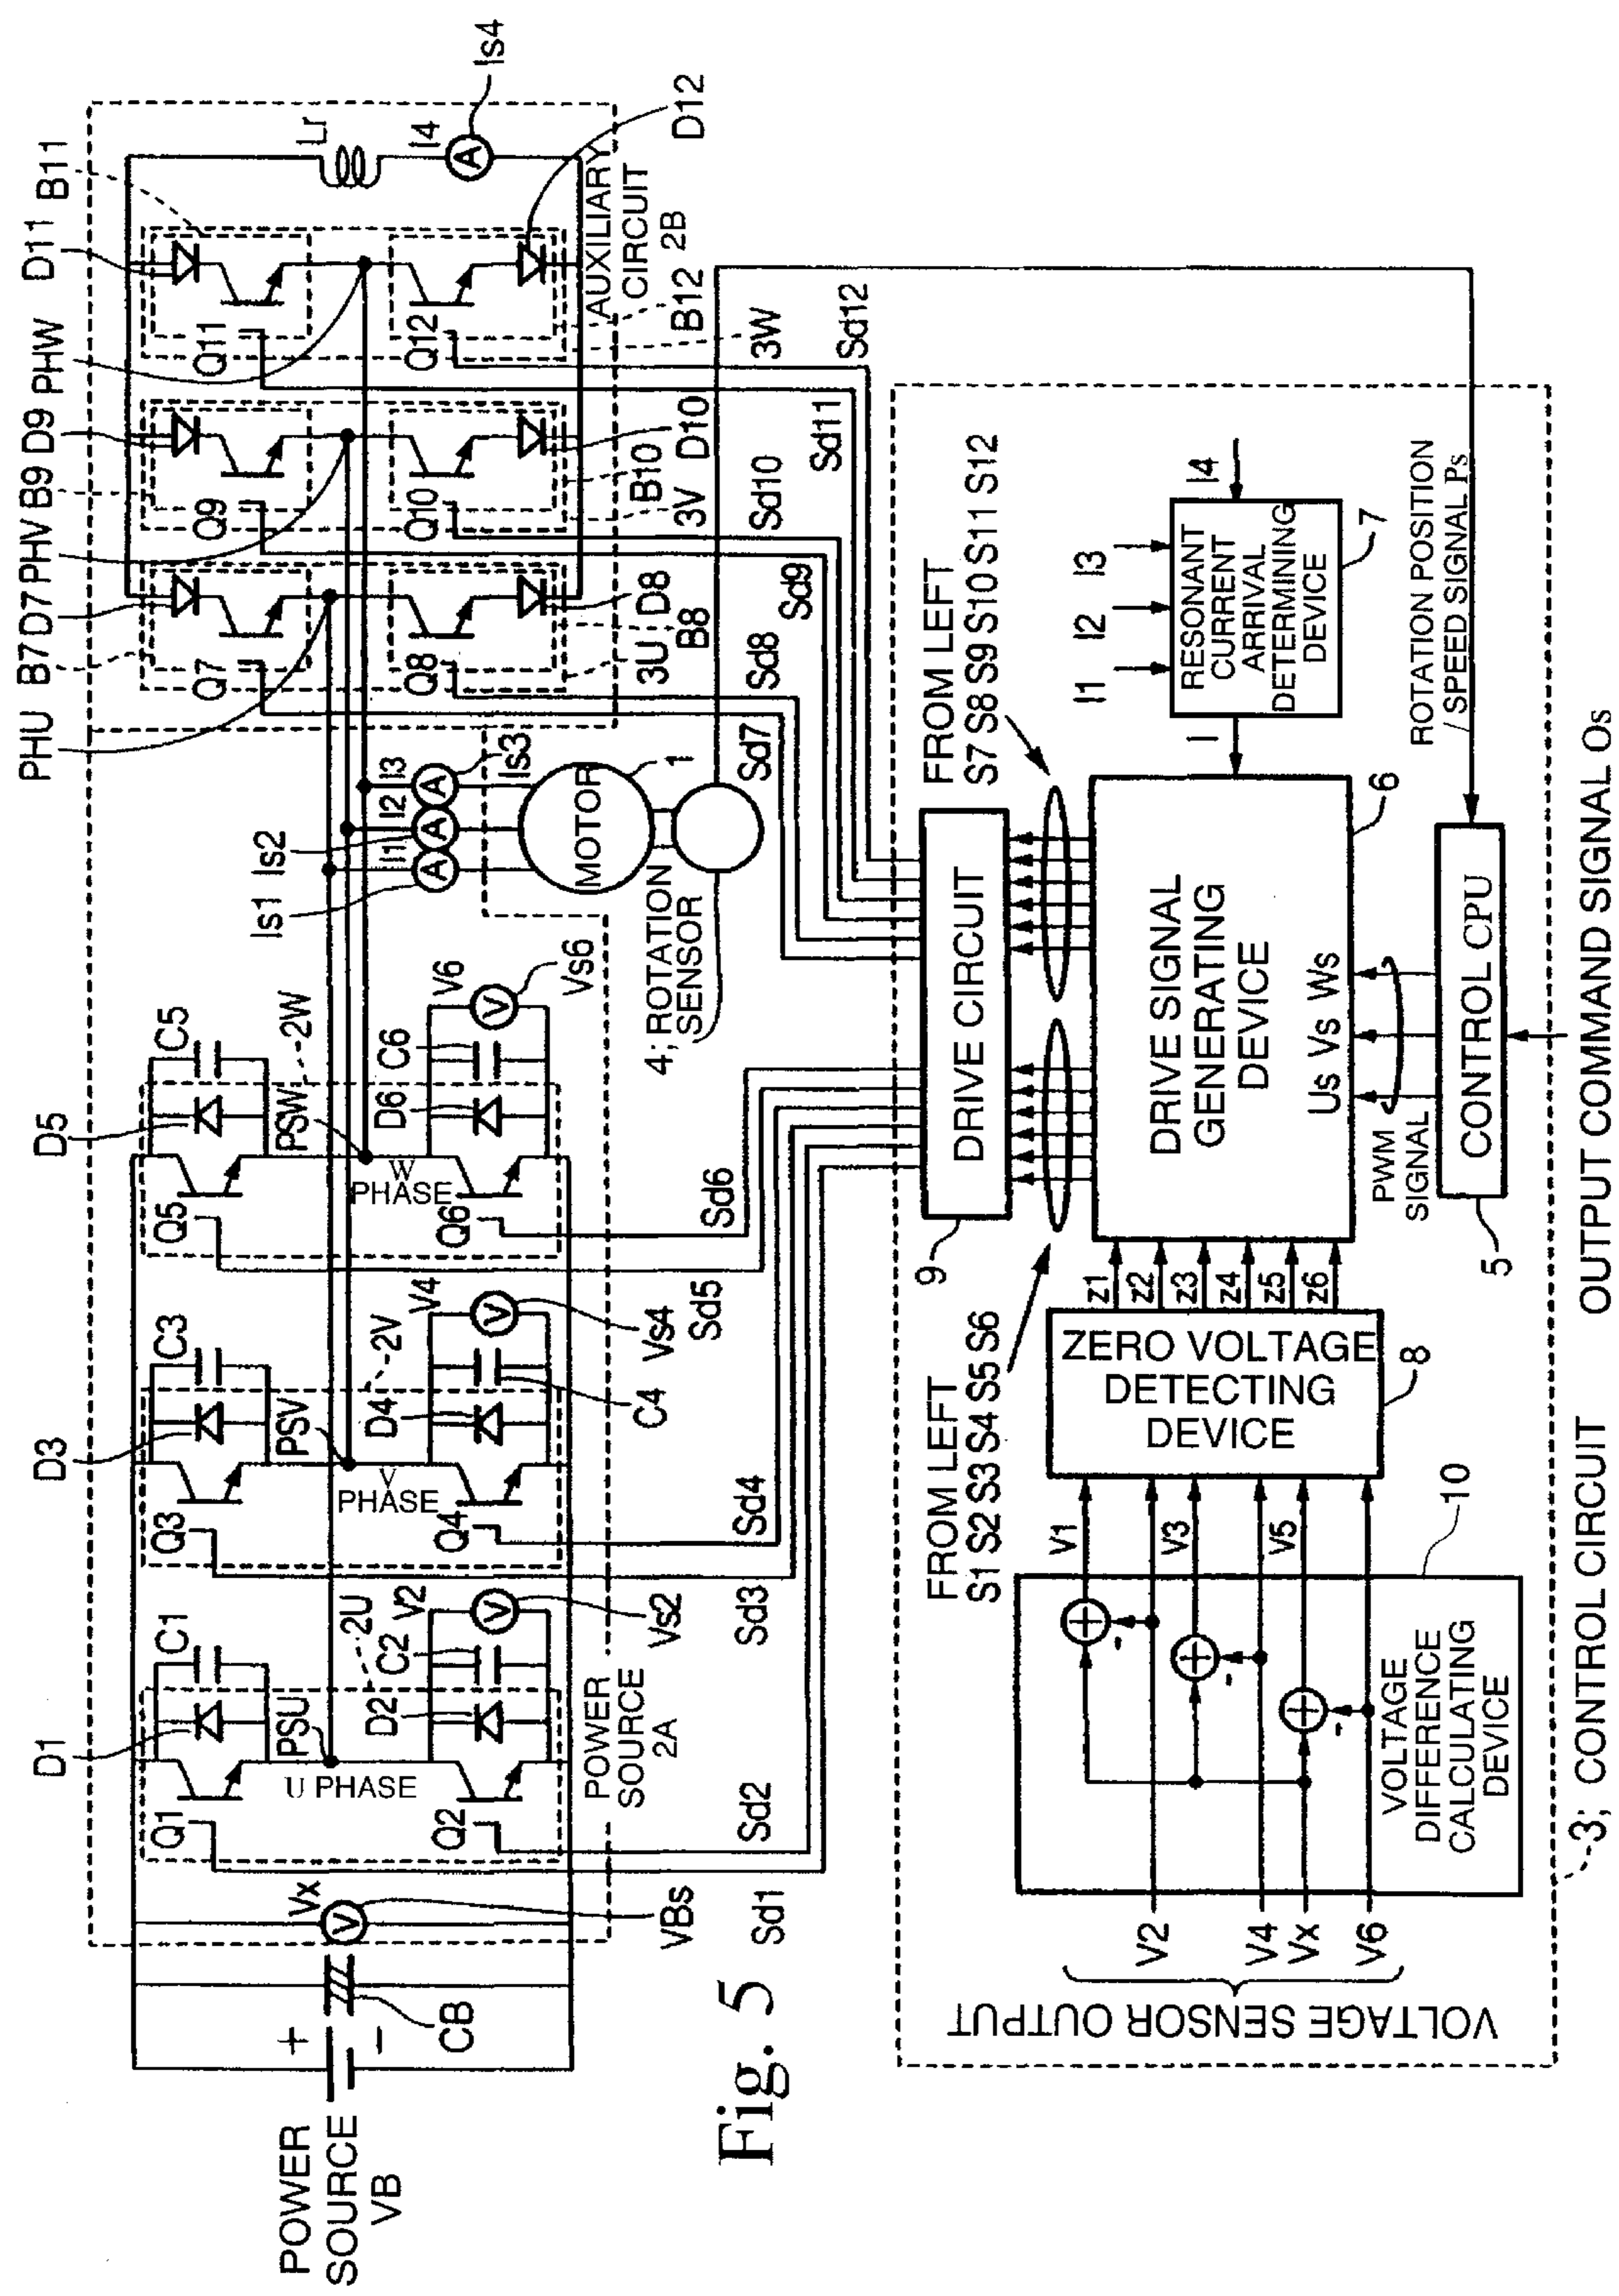 Fig. 5
POWER
SOURCE
VB
+
−
CB
Vx
V
VBs
D1
C1
Q1
PSU
2U
U PHASE
D2
C2
V2
V
Q2
Vs2
POWER
SOURCE
2A
D3
C3
Q3
PSV
2V
V
PHASE
D4
C4
V4
V
Q4
Vs4
D5
C5
Q5
PSW
2W
W
PHASE
D6
C6
V6
V
Q6
Vs6
Is1
Is2
Is3
I1
I2
I3
A
A
A
MOTOR
1
4; ROTATION
SENSOR
PHU
B7
D7
PHV
B9
D9
PHW
D11
B11
Q7
Q9
Q11
Q8
Q10
Q12
3U
D8
B8
3V
B10
D10
3W
B12
AUXILIARY
CIRCUIT
2B
D12
Lr
I4
A
Is4
Sd1
Sd2
Sd3
Sd4
Sd5
Sd6
Sd7
Sd8
Sd9
Sd10
Sd11
Sd12
9
DRIVE CIRCUIT
FROM LEFT
S1 S2 S3 S4 S5 S6
FROM LEFT
S7 S8 S9 S10 S11 S12
DRIVE SIGNAL
GENERATING
DEVICE
6
Us Vs Ws
z1
z2
z3
z4
z5
z6
ZERO VOLTAGE
DETECTING
DEVICE
8
V1
V3
V5
10
-
-
-
VOLTAGE
DIFFERENCE
CALCULATING
DEVICE
V2
V4
Vx
V6
VOLTAGE SENSOR OUTPUT
I
I1
I2
I3
I4
RESONANT
CURRENT
ARRIVAL
DETERMINING
DEVICE
7
PWM
SIGNAL
CONTROL CPU
5
ROTATION POSITION
/ SPEED SIGNAL Ps
3; CONTROL CIRCUIT
OUTPUT COMMAND SIGNAL Os